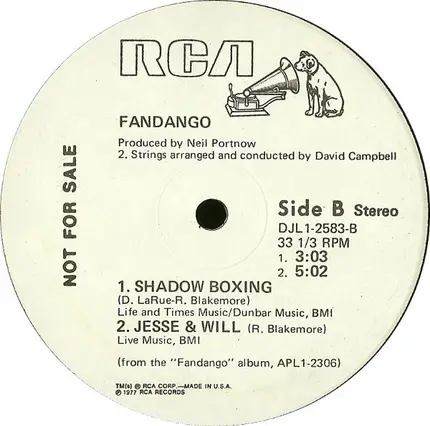 RCA
FANDANGO
Produced by Neil Portnow
2. Strings arranged and conducted by David Campbell
NOT FOR SALE
Side B Stereo
DJL1-2583-B
33 1/3 RPM
1. 3:03
2. 5:02
1. SHADOW BOXING
(D. LaRue-R. Blakemore)
Life and Times Music/Dunbar Music, BMI
2. JESSE & WILL (R. Blakemore)
Live Music, BMI
(from the "Fandango" album, APL1-2306)
TM(s) ® RCA CORP.—MADE IN U.S.A.
℗ 1977 RCA RECORDS